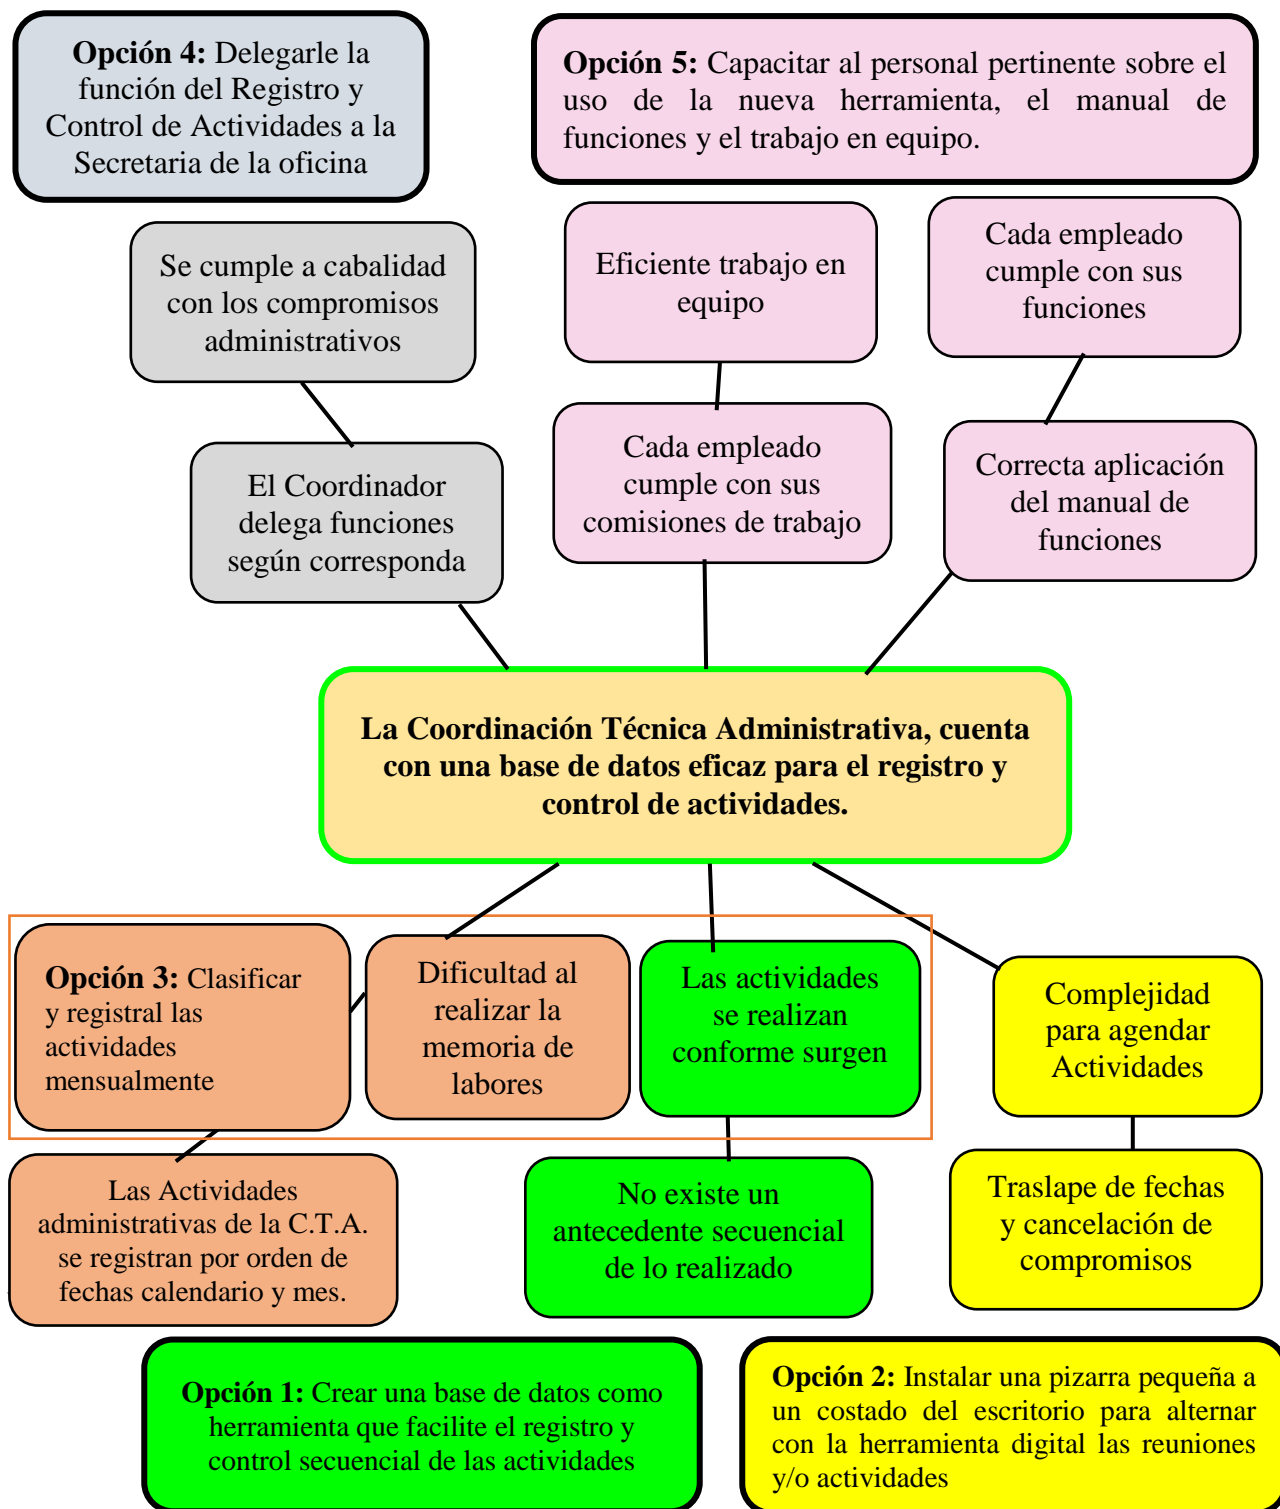 Opción 4: Delegarle la
función del Registro y
Control de Actividades a la
Secretaria de la oficina
Opción 5: Capacitar al personal pertinente sobre el
uso de la nueva herramienta, el manual de
funciones y el trabajo en equipo.
Se cumple a cabalidad
con los compromisos
administrativos
Eficiente trabajo en
equipo
Cada empleado
cumple con sus
funciones
El Coordinador
delega funciones
según corresponda
Cada empleado
cumple con sus
comisiones de trabajo
Correcta aplicación
del manual de
funciones
La Coordinación Técnica Administrativa, cuenta
con una base de datos eficaz para el registro y
control de actividades.
Opción 3: Clasificar
y registral las
actividades
mensualmente
Dificultad al
realizar la
memoria de
labores
Las actividades
se realizan
conforme surgen
Complejidad
para agendar
Actividades
Las Actividades
administrativas de la C.T.A.
se registran por orden de
fechas calendario y mes.
No existe un
antecedente secuencial
de lo realizado
Traslape de fechas
y cancelación de
compromisos
Opción 1: Crear una base de datos como
herramienta que facilite el registro y
control secuencial de las actividades
Opción 2: Instalar una pizarra pequeña a
un costado del escritorio para alternar
con la herramienta digital las reuniones
y/o actividades